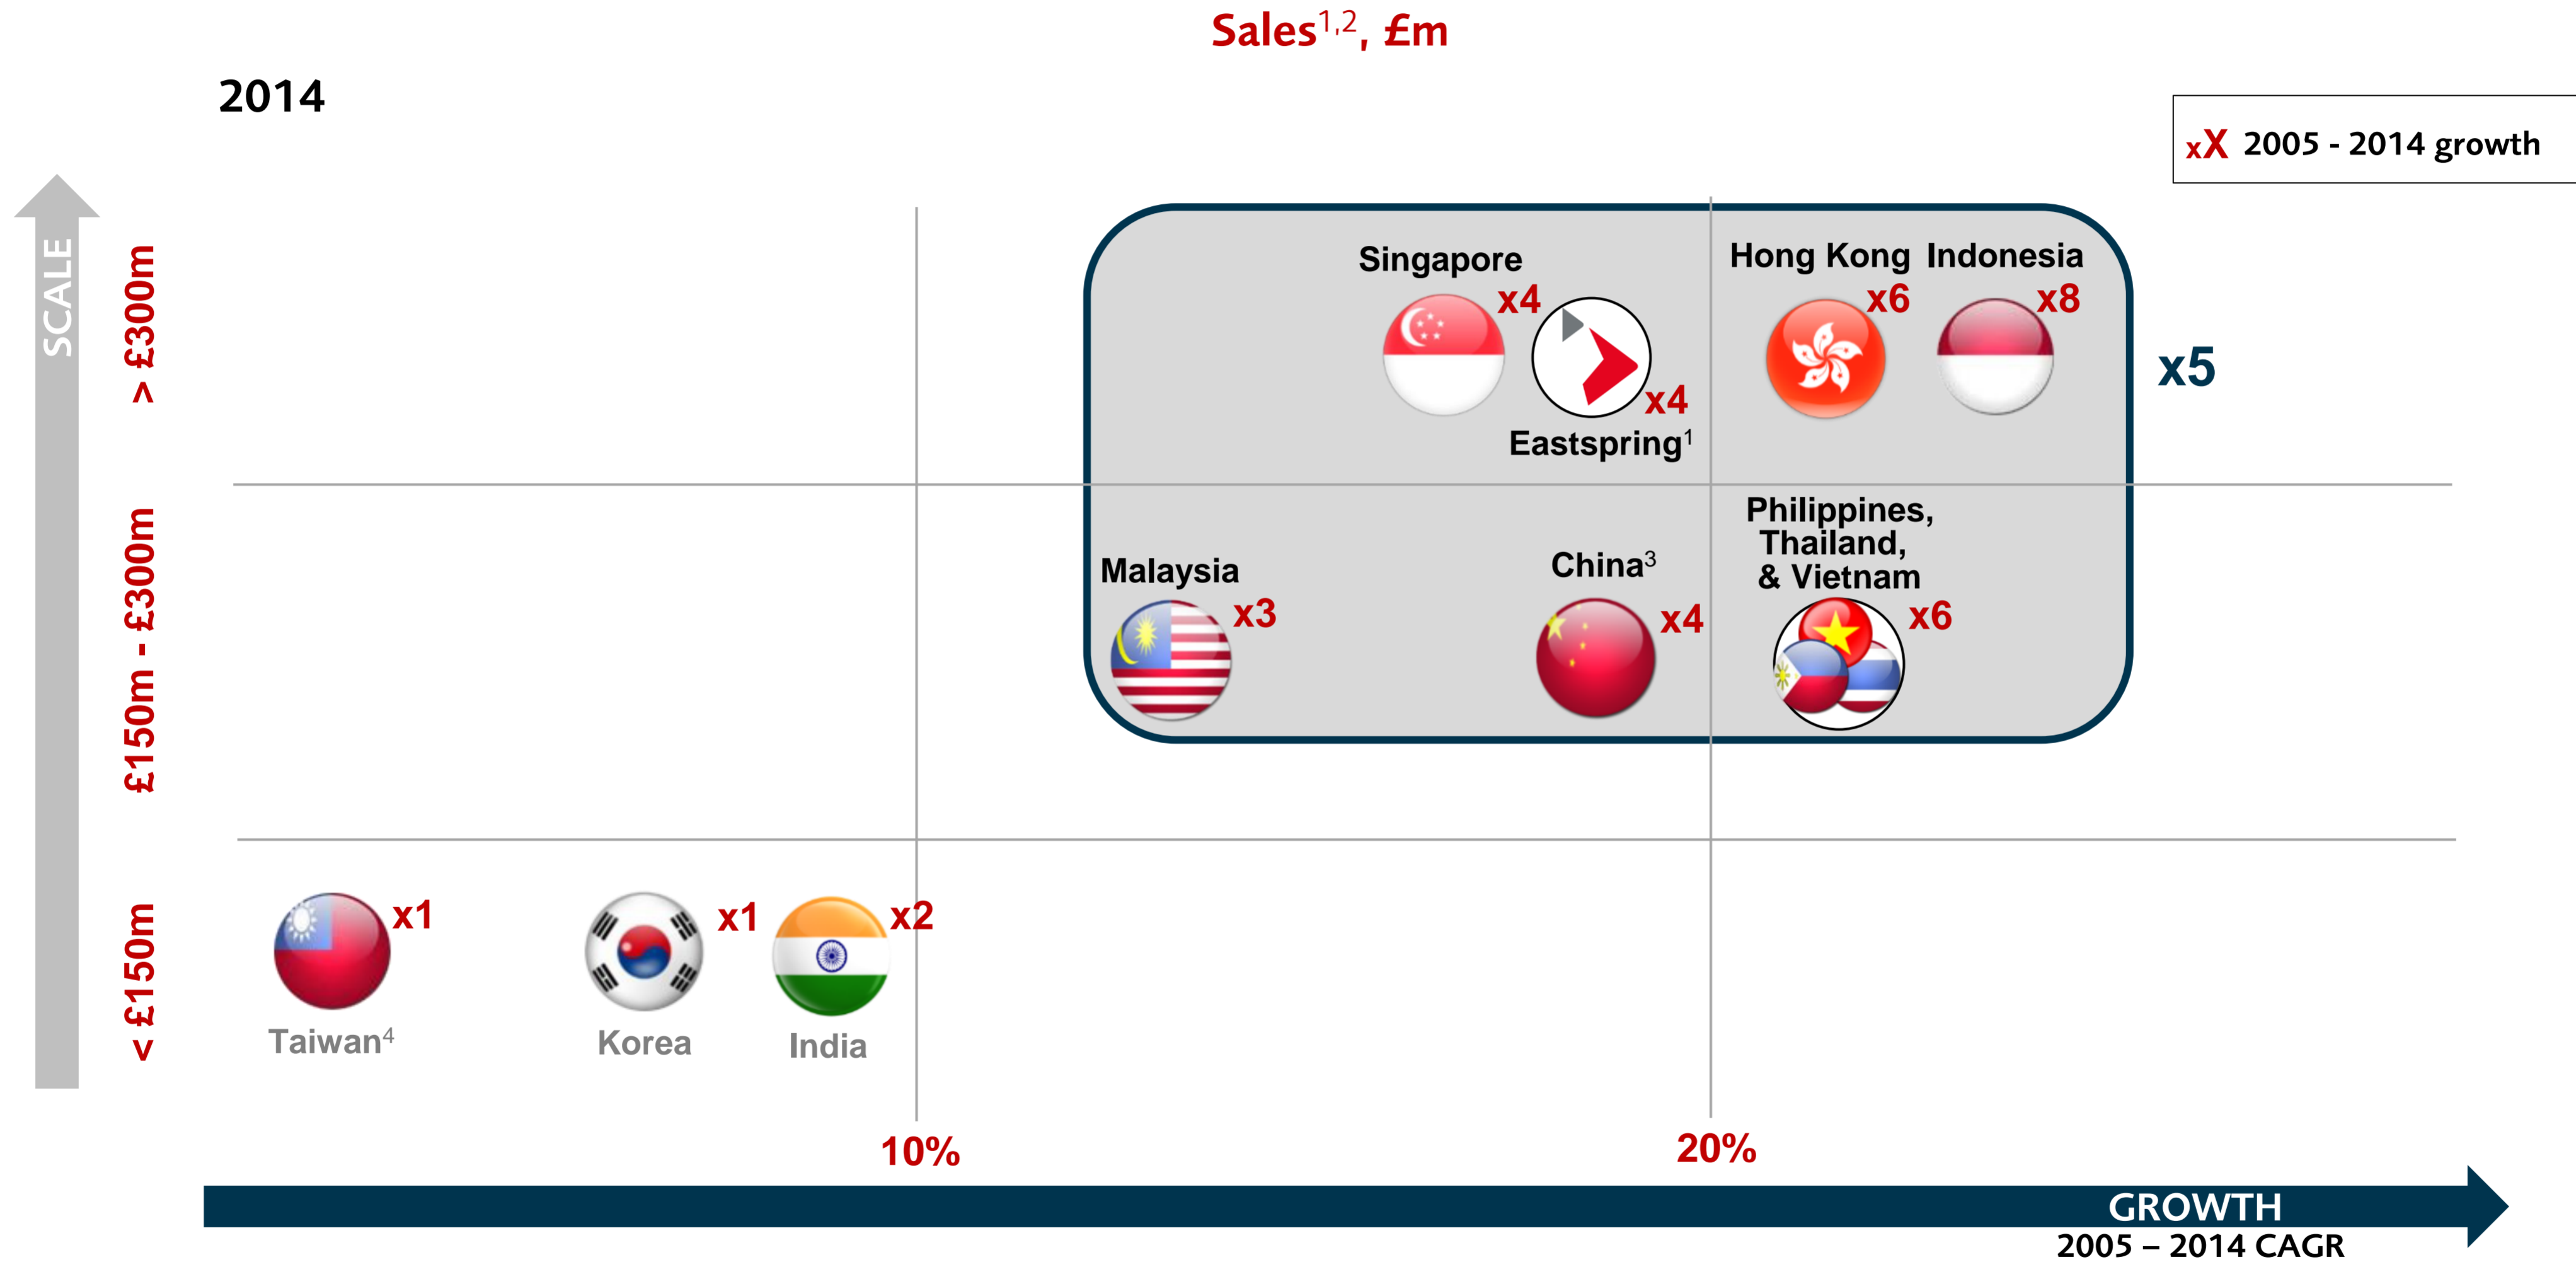 Sales1,2, £m
2014
xX 2005 - 2014 growth
SCALE
> £300m
Singapore
x4
x4
Eastspring1
Hong Kong
x6
Indonesia
x8
x5
£150m - £300m
Malaysia
x3
China3
x4
Philippines,
Thailand,
& Vietnam
x6
< £150m
x1
Taiwan4
x1
Korea
x2
India
10%
20%
GROWTH
2005 – 2014 CAGR